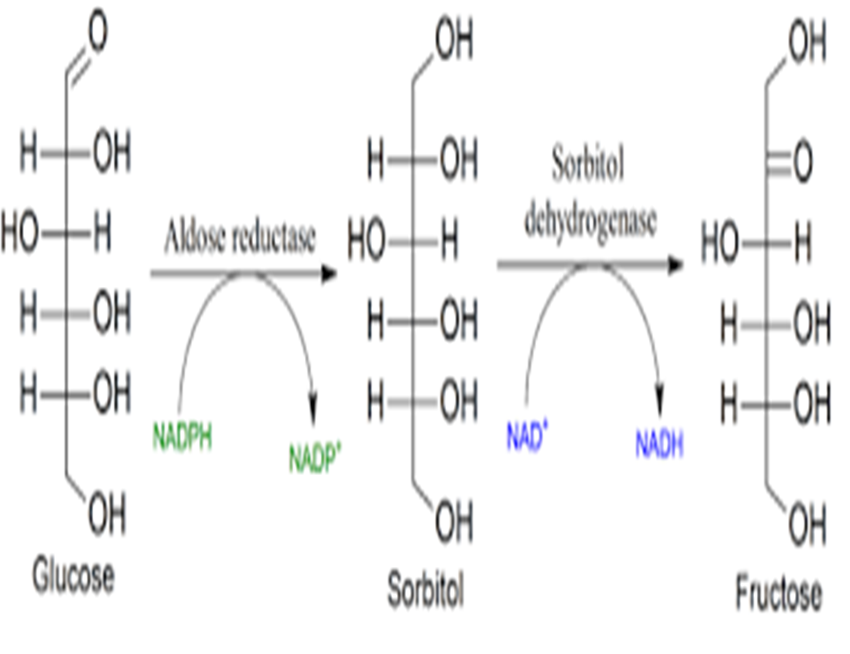 O
H OH
HO H
H OH
H OH
OH
Glucose
Aldose reductase
NADPH
NADP⁺
OH
H OH
HO H
H OH
H OH
OH
Sorbitol
Sorbitol
dehydrogenase
NAD⁺
NADH
OH
O
HO H
H OH
H OH
OH
Fructose